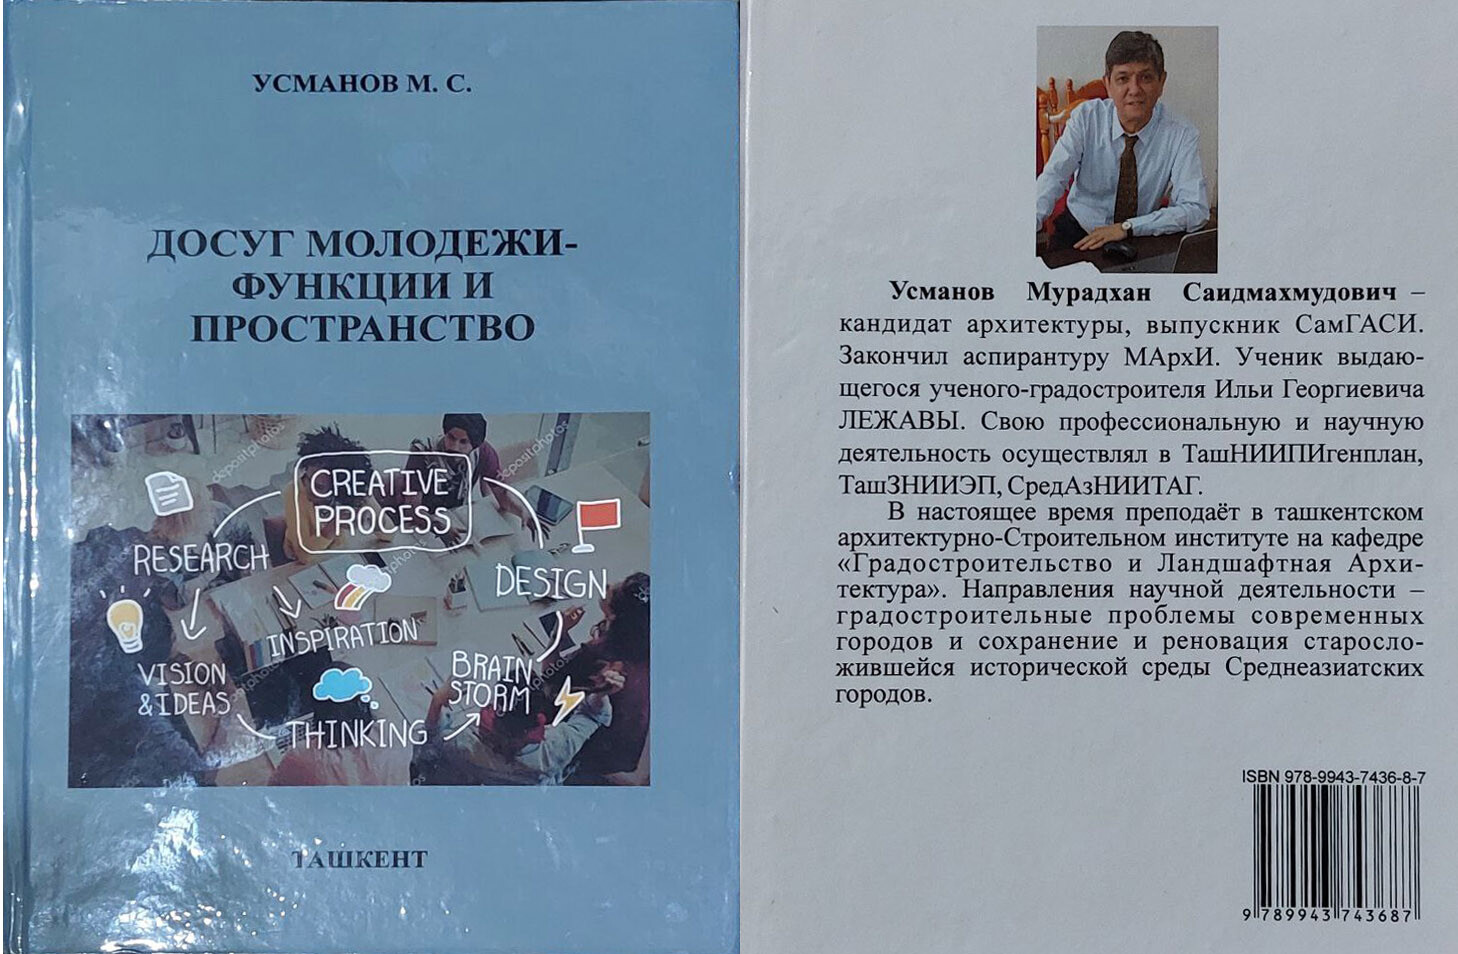 УСМАНОВ М. С.
ДОСУГ МОЛОДЕЖИ-
ФУНКЦИИ И
ПРОСТРАНСТВО
depositphotos
depositphotos
CREATIVE
PROCESS
RESEARCH
DESIGN
INSPIRATION
VISION
&IDEAS
BRAIN
STORM
THINKING
ТАШКЕНТ
Усманов Мурадхан Саидмахмудович –
кандидат архитектуры, выпускник СамГАСИ.
Закончил аспирантуру МАрхИ. Ученик выдаю-
щегося ученого-градостроителя Ильи Георгиевича
ЛЕЖАВЫ. Свою профессиональную и научную
деятельность осуществлял в ТашНИИПИгенплан,
ТашЗНИИЭП, СредАзНИИТАГ.
В настоящее время преподаёт в ташкентском
архитектурно-Строительном институте на кафедре
«Градостроительство и Ландшафтная Архи-
тектура». Направления научной деятельности –
градостроительные проблемы современных
городов и сохранение и реновация старосло-
жившейся исторической среды Среднеазиатских
городов.
ISBN 978-9943-7436-8-7
9 789943 743687